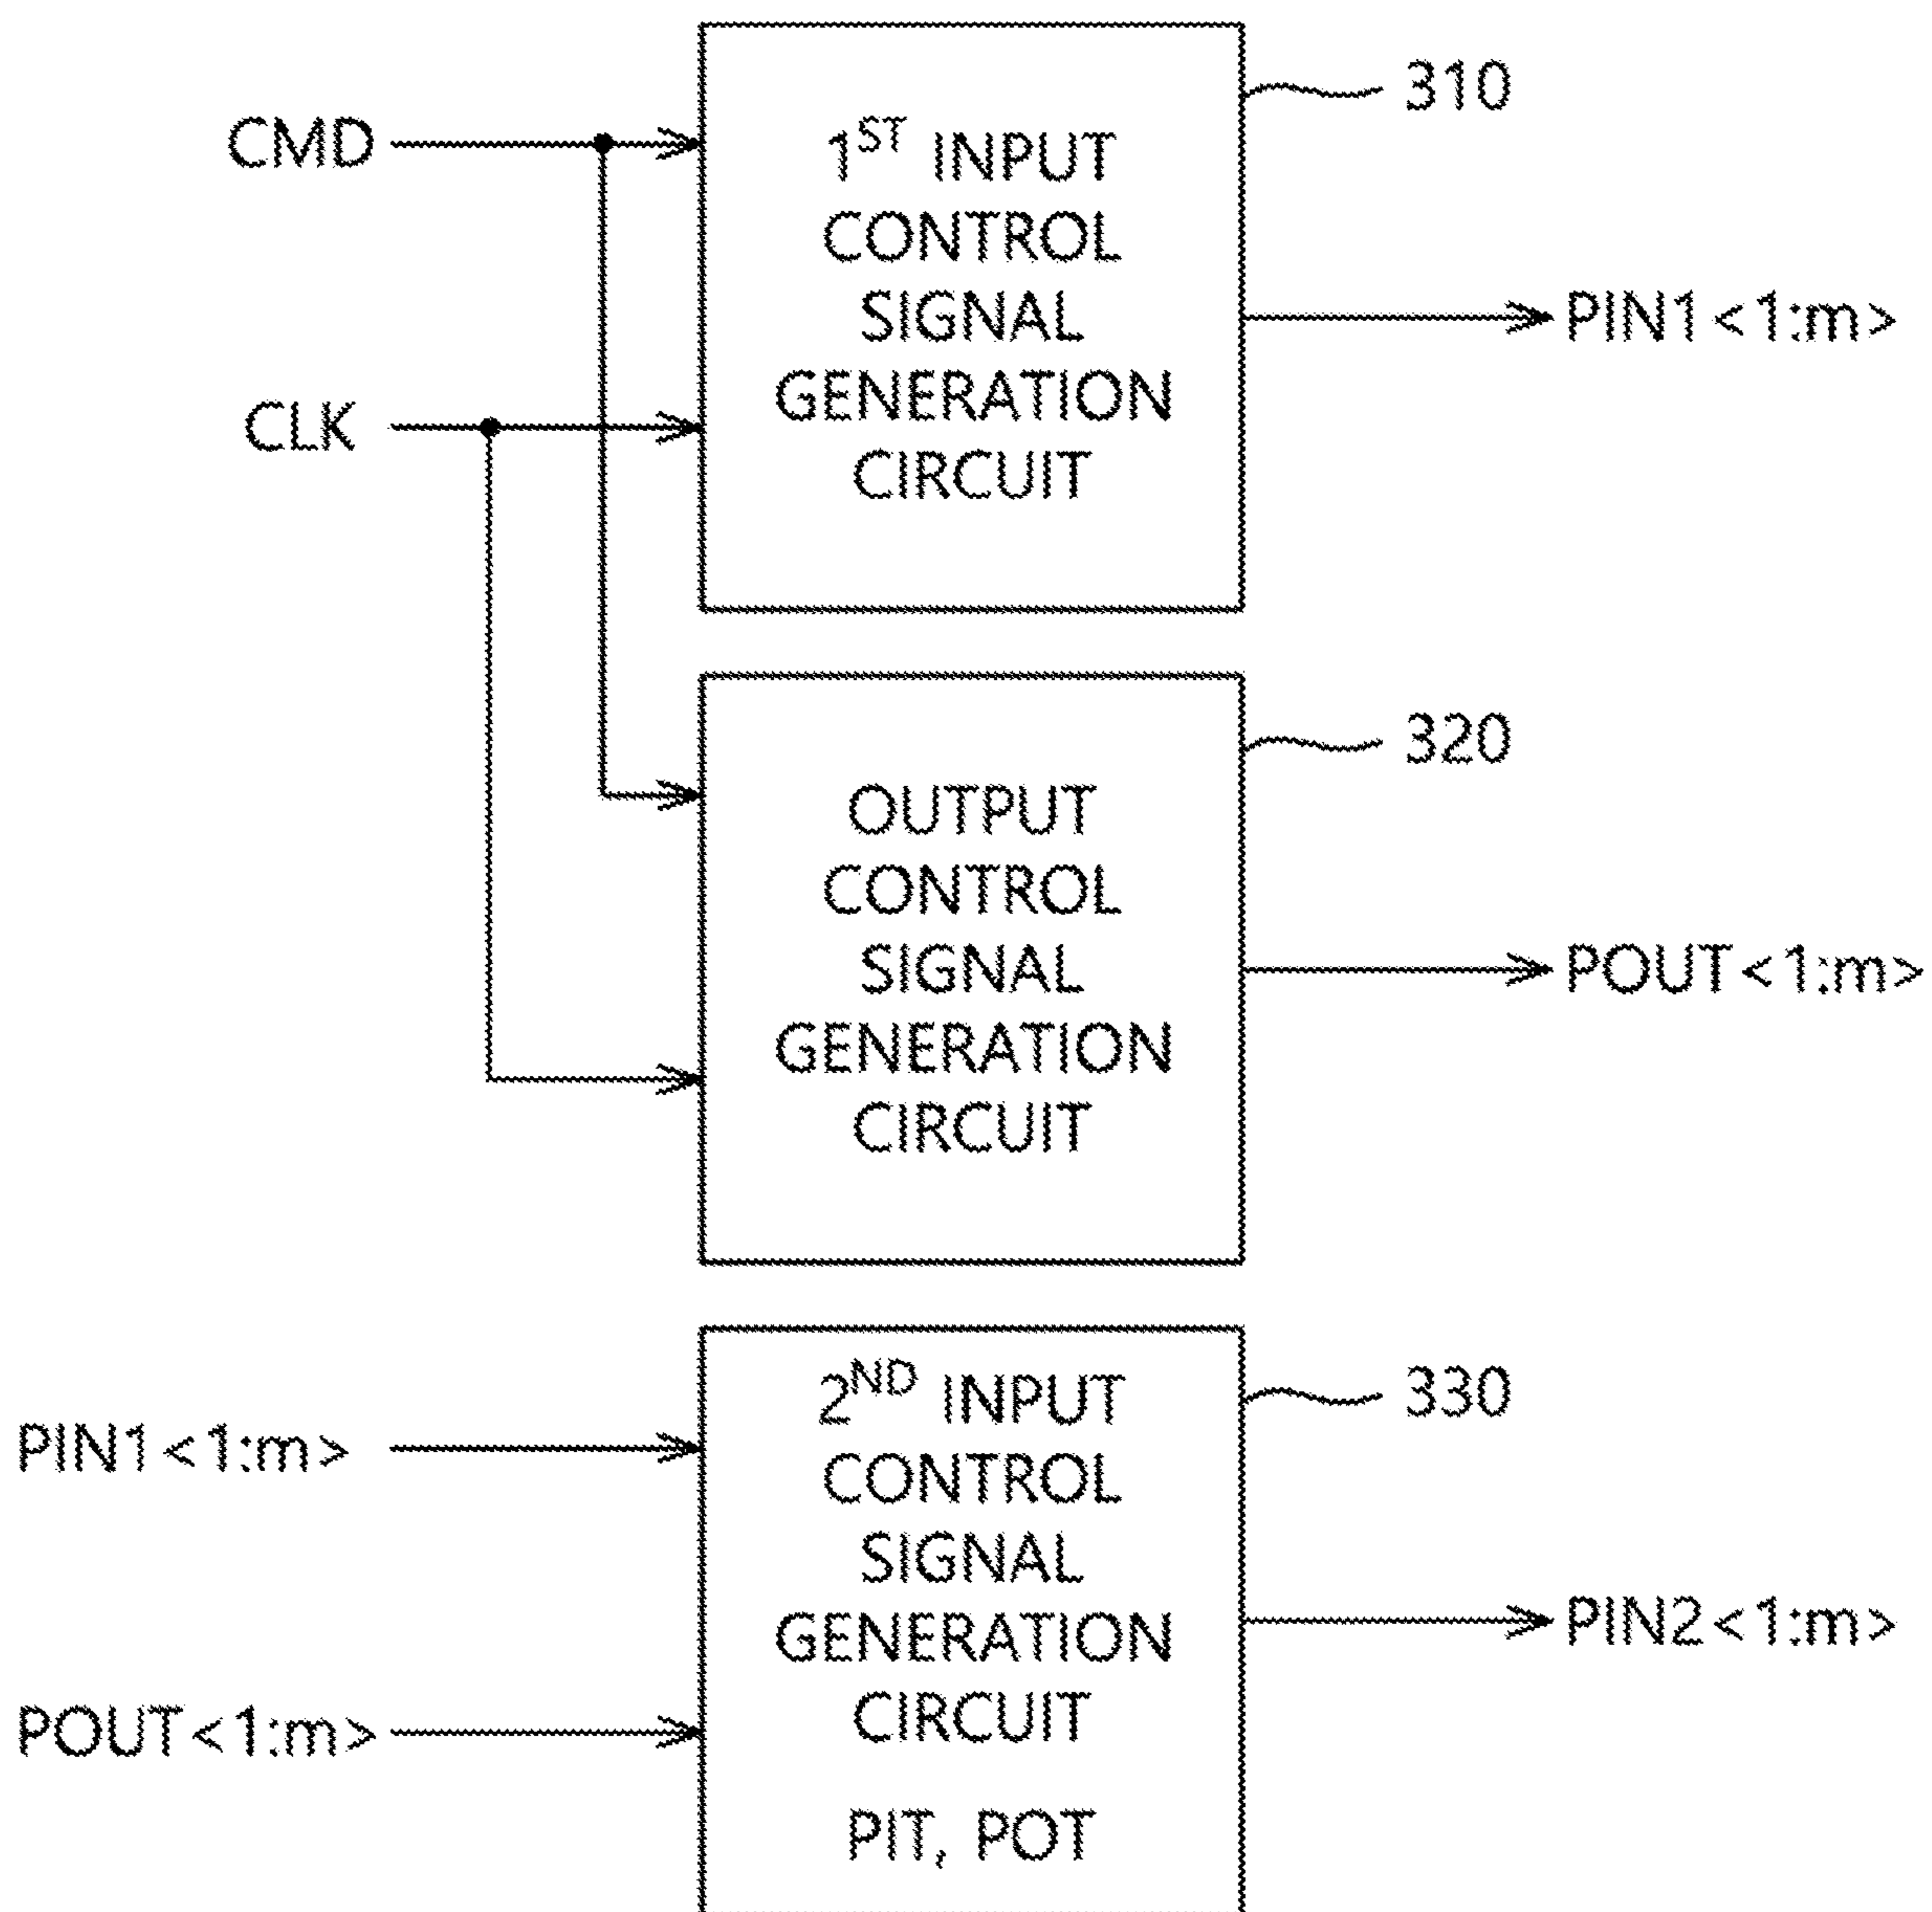 CMD
CLK
1ST INPUT
CONTROL
SIGNAL
GENERATION
CIRCUIT
310
PIN1<1:m>
OUTPUT
CONTROL
SIGNAL
GENERATION
CIRCUIT
320
POUT<1:m>
PIN1<1:m>
POUT<1:m>
2ND INPUT
CONTROL
SIGNAL
GENERATION
CIRCUIT
PIT, POT
330
PIN2<1:m>